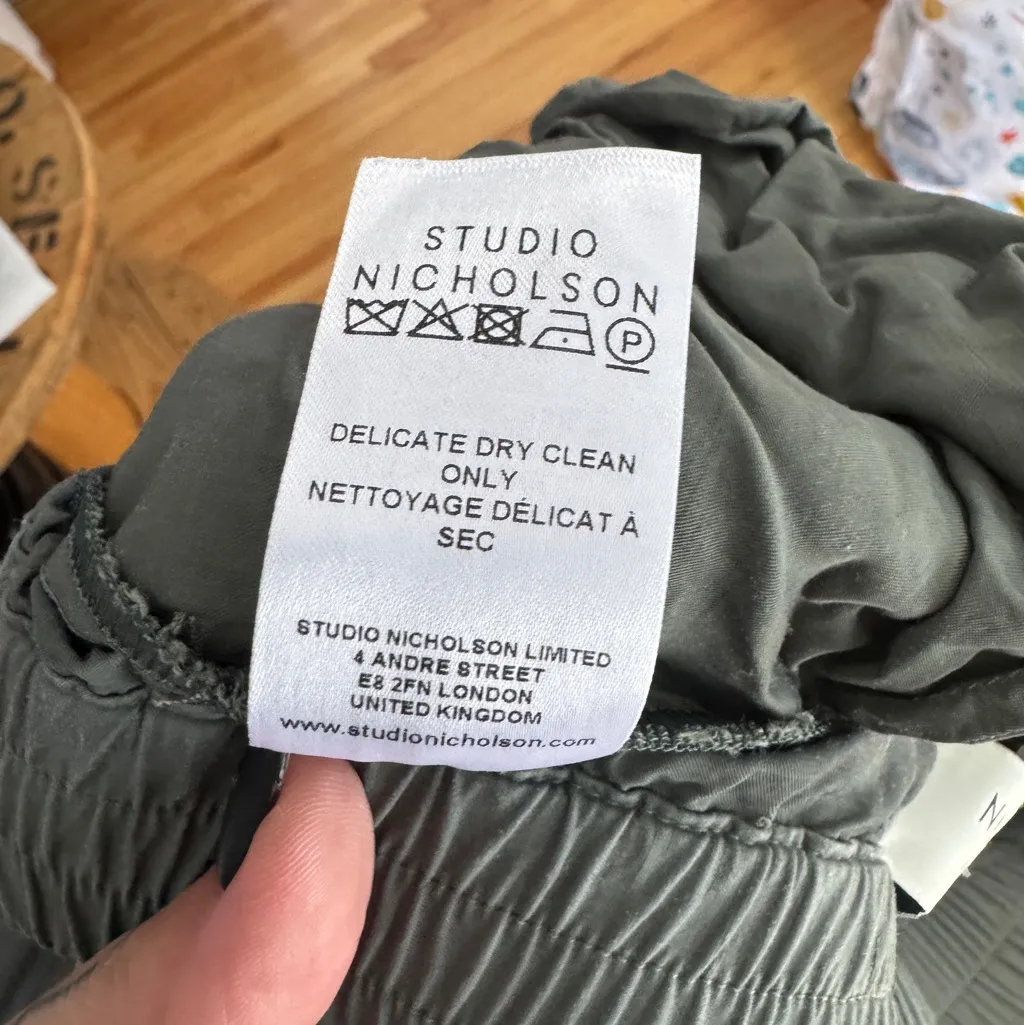 STUDIO
NICHOLSON
P
DELICATE DRY CLEAN
ONLY
NETTOYAGE DÉLICAT À
SEC
STUDIO NICHOLSON LIMITED
4 ANDRE STREET
E8 2FN LONDON
UNITED KINGDOM
www.studionicholson.com